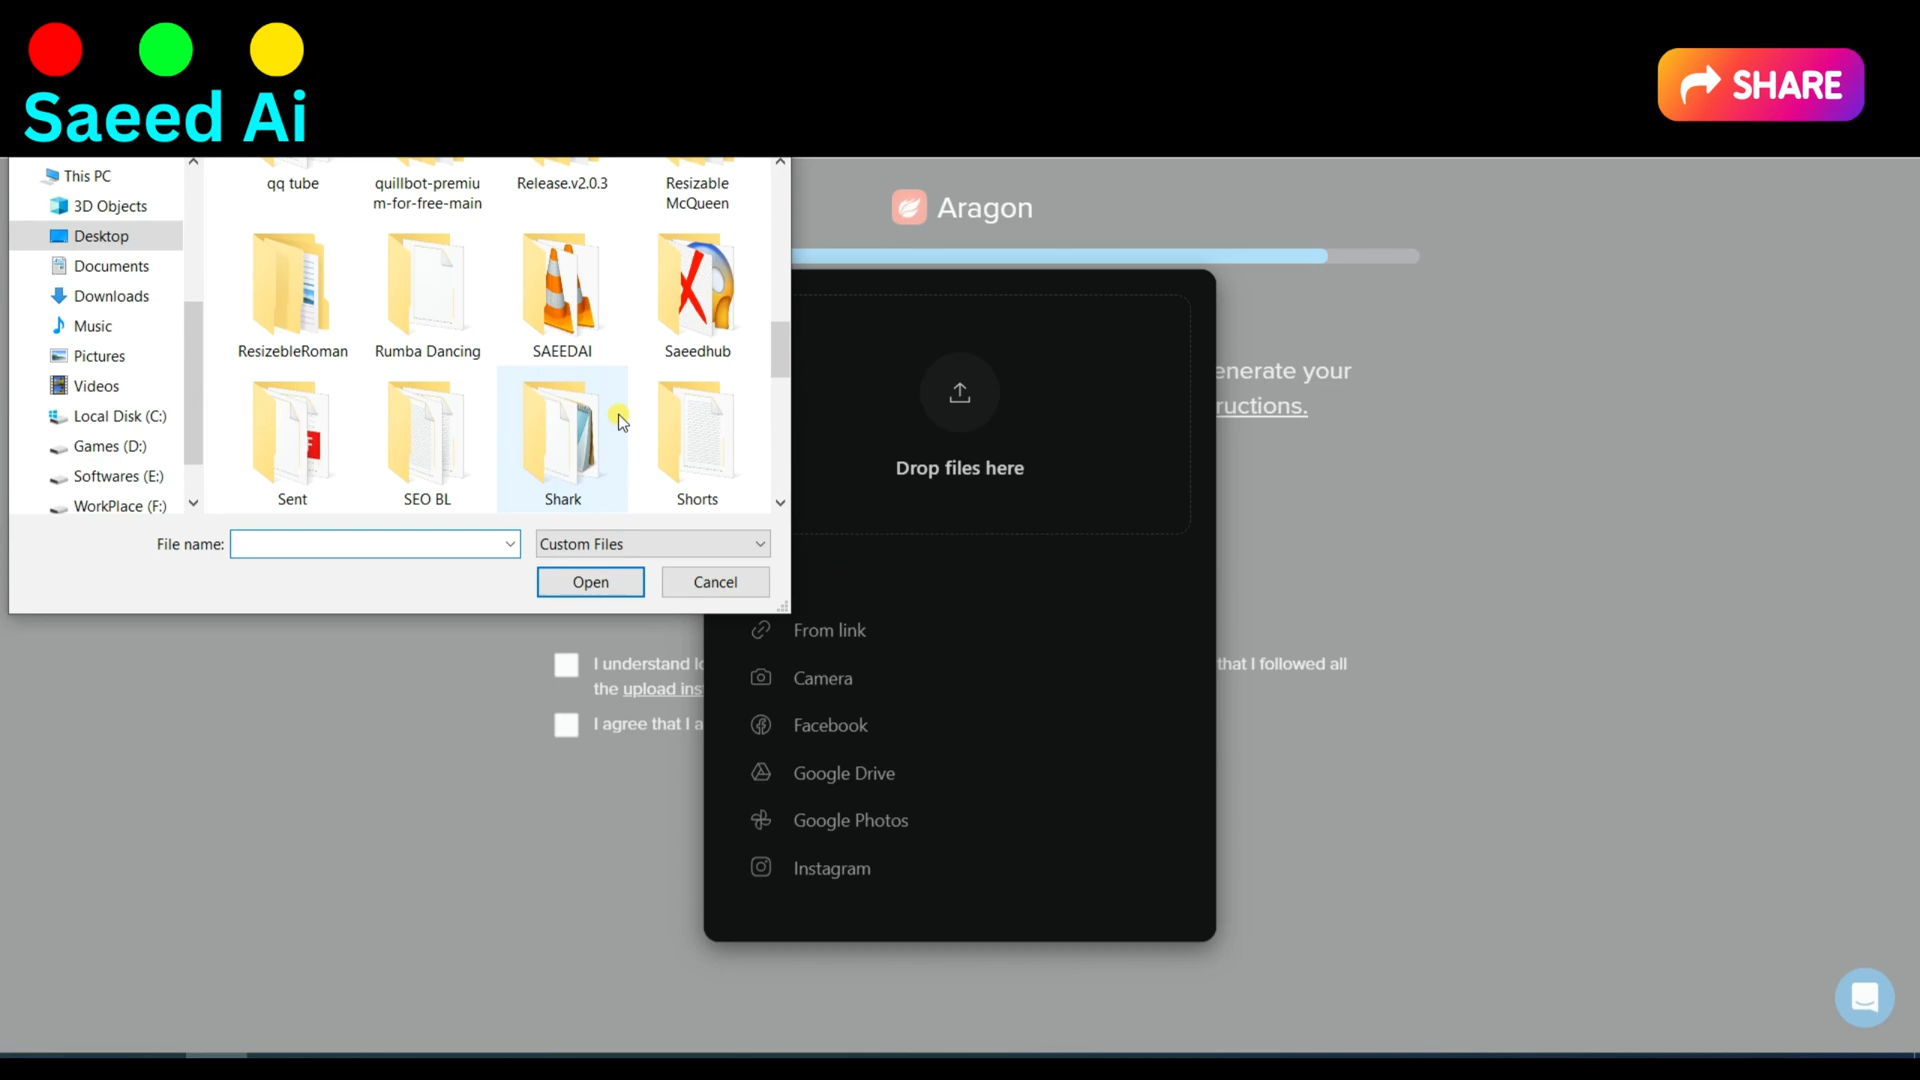 Saeed Ai
SHARE
This PC
3D Objects
Desktop
Documents
Downloads
Music
Pictures
Videos
Local Disk (C:)
Games (D:)
Softwares (E:)
WorkPlace (F:)
qq tube
quillbot-premiu
m-for-free-main
Release.v2.0.3
Resizable
McQueen
ResizebleRoman
Rumba Dancing
SAEEDAI
Saeedhub
Sent
SEO BL
Shark
Shorts
File name:
Custom Files
Open
Cancel
Aragon
enerate your
ructions.
Drop files here
From link
Camera
Facebook
Google Drive
Google Photos
Instagram
I understand lo
that I followed all
the upload ins
I agree that I a